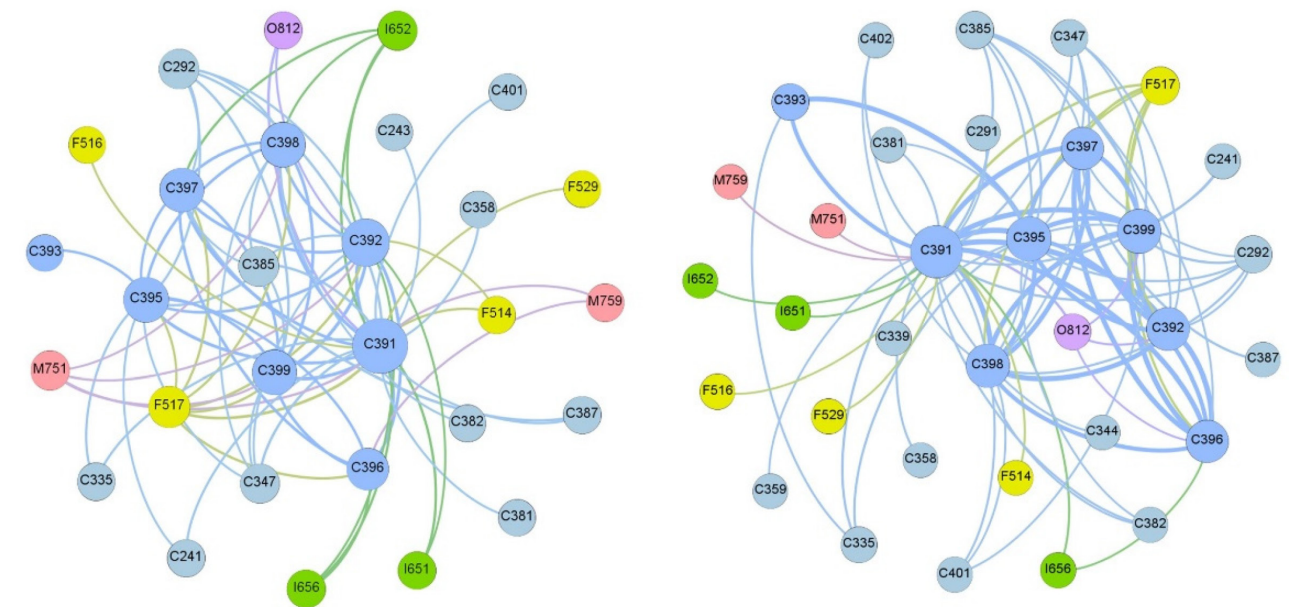 O812
I652
C292
C401
F516
C398
C243
C397
F529
C358
C393
C392
C385
C395
M759
F514
C391
M751
C399
F517
C387
C382
C396
C335
C347
C381
C241
I651
I656
C402
C385
C347
F517
C393
C291
C381
C397
C241
M759
M751
C399
C395
C391
C292
I652
I651
O812
C392
C339
C387
C398
F516
F529
C344
C396
C358
F514
C359
C382
C335
C401
I656